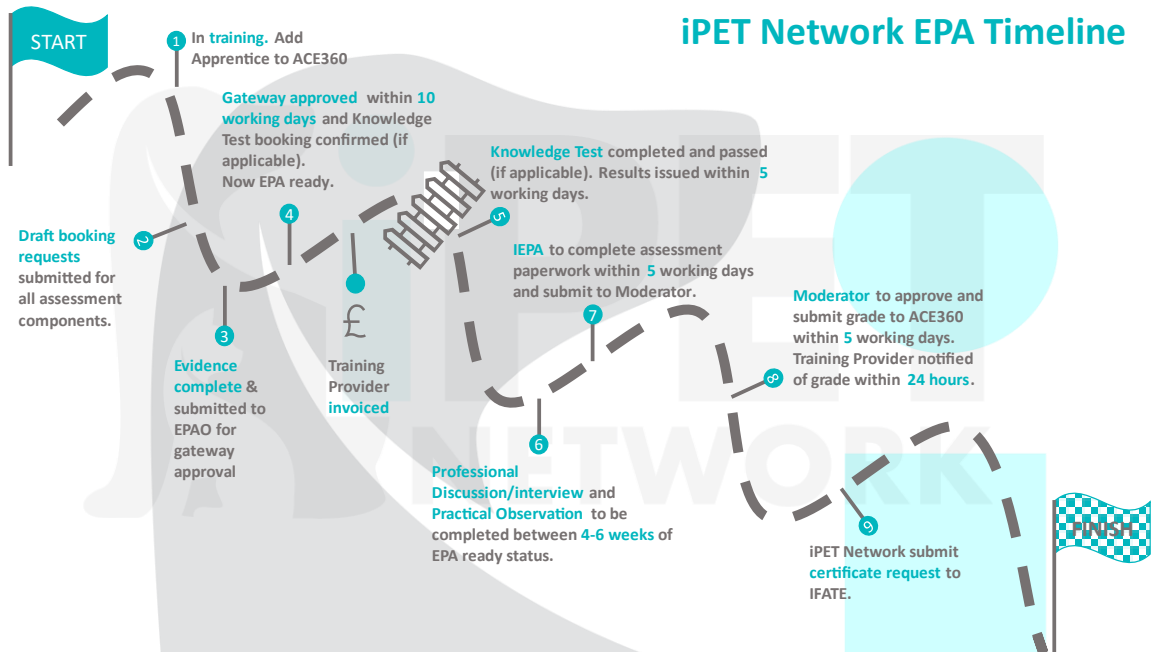 START
iPET Network EPA Timeline
1
In training. Add
Apprentice to ACE360
2
Draft booking
requests
submitted for
all assessment
components.
3
Evidence
complete &
submitted to
EPAO for
gateway
approval
4
Gateway approved within 10
working days and Knowledge
Test booking confirmed (if
applicable).
Now EPA ready.
£
Training
Provider
invoiced
5
Knowledge Test completed and passed
(if applicable). Results issued within 5
working days.
6
Professional
Discussion/interview and
Practical Observation to be
completed between 4-6 weeks of
EPA ready status.
7
IEPA to complete assessment
paperwork within 5 working days
and submit to Moderator.
8
Moderator to approve and
submit grade to ACE360
within 5 working days.
Training Provider notified
of grade within 24 hours.
9
iPET Network submit
certificate request to
IFATE.
FINISH
iPET
NETWORK